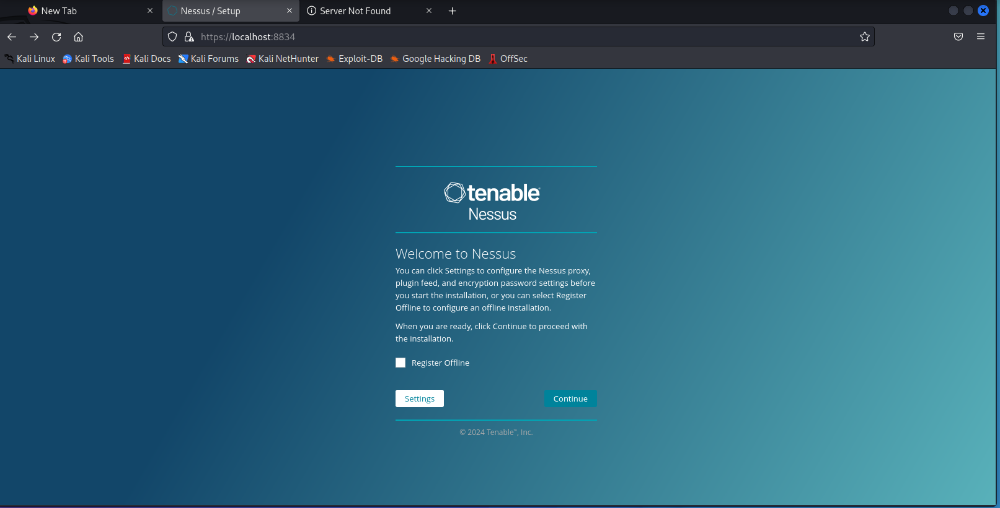 New Tab
Nessus / Setup
Server Not Found
https://localhost:8834
Kali Linux Kali Tools Kali Docs Kali Forums Kali NetHunter Exploit-DB Google Hacking DB OffSec
tenable
Nessus
Welcome to Nessus
You can click Settings to configure the Nessus proxy,
plugin feed, and encryption password settings before
you start the installation, or you can select Register
Offline to configure an offline installation.
When you are ready, click Continue to proceed with
the installation.
Register Offline
Settings Continue
© 2024 Tenable™, Inc.